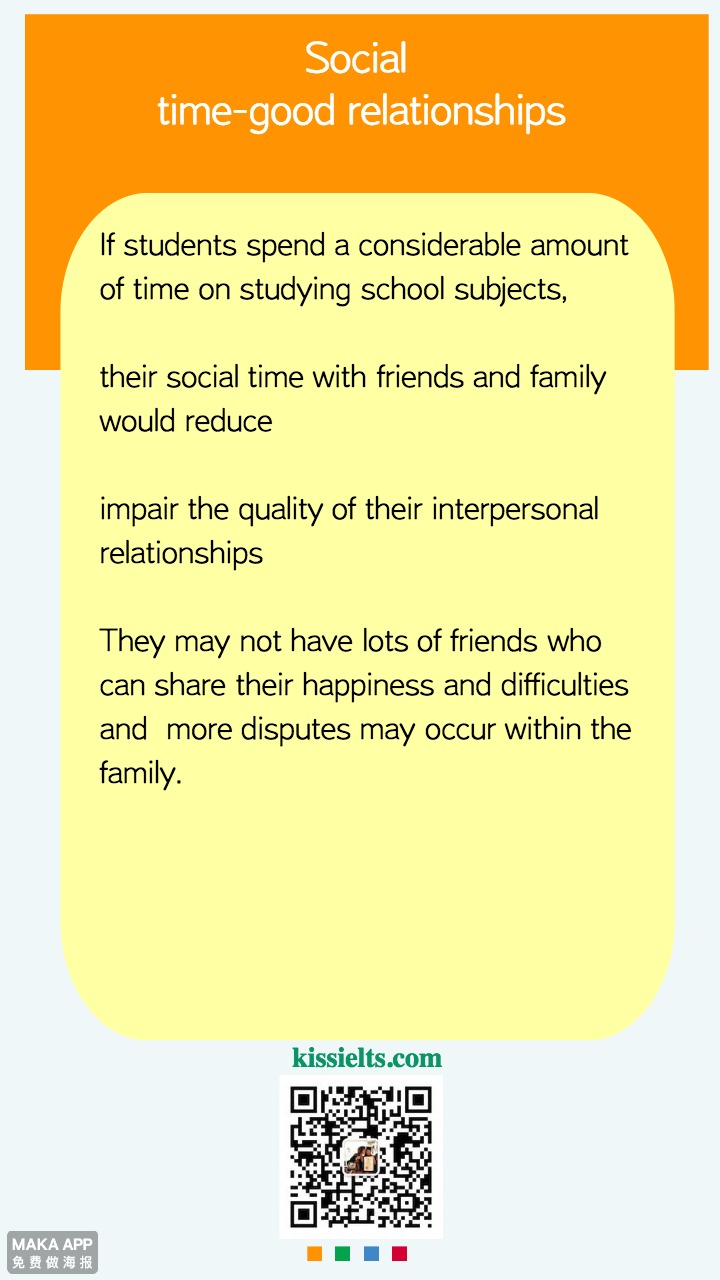 Social
time-good relationships
If students spend a considerable amount
of time on studying school subjects,
their social time with friends and family
would reduce
impair the quality of their interpersonal
relationships
They may not have lots of friends who
can share their happiness and difficulties
and  more disputes may occur within the
family.
kissielts.com
MAKA APP
免费做海报